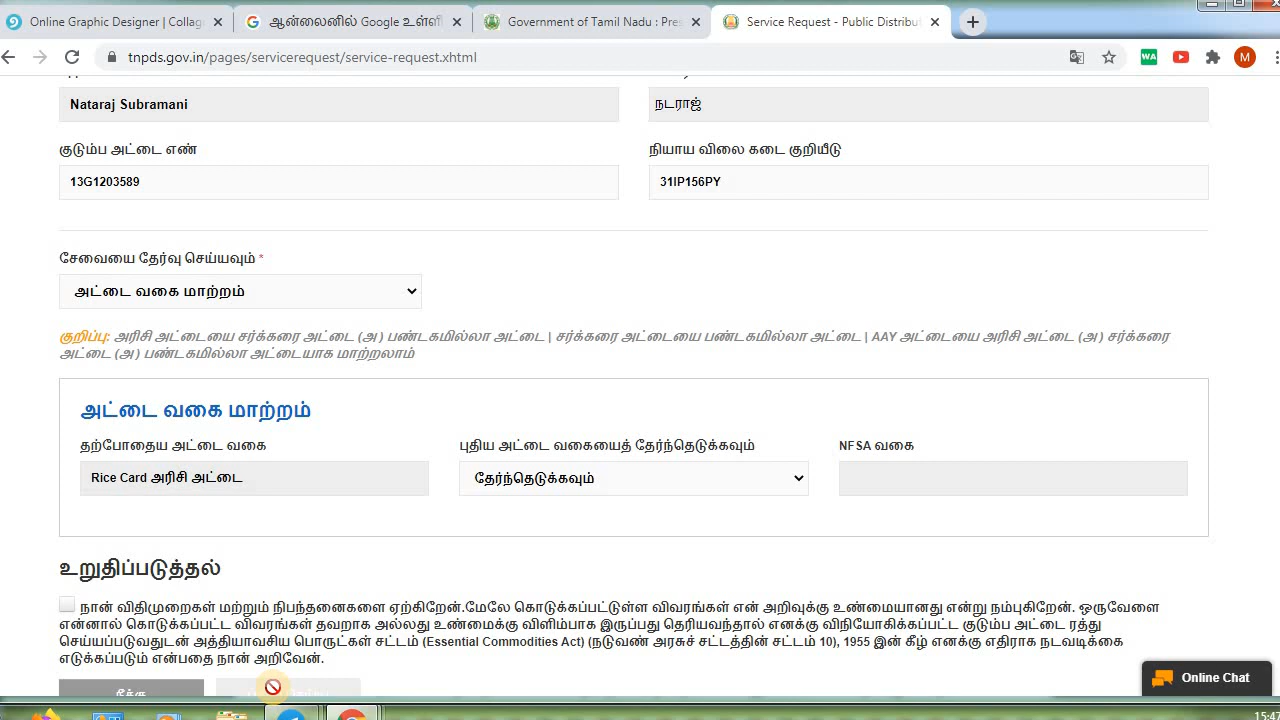 Online Graphic Designer | Collag
ஆன்லைனில் Google உள்ளி
Government of Tamil Nadu : Pres
Service Request - Public Distribut
tnpds.gov.in/pages/servicerequest/service-request.xhtml
WA
M
Nataraj Subramani
நடராஜ்
குடும்ப அட்டை எண்
நியாய விலை கடை குறியீடு
13G1203589
31IP156PY
சேவையை தேர்வு செய்யவும் *
அட்டை வகை மாற்றம்
குறிப்பு: அரிசி அட்டையை சர்க்கரை அட்டை (அ) பண்டகமில்லா அட்டை | சர்க்கரை அட்டையை பண்டகமில்லா அட்டை | AAY அட்டையை அரிசி அட்டை (அ) சர்க்கரை
அட்டை (அ) பண்டகமில்லா அட்டையாக மாற்றலாம்
அட்டை வகை மாற்றம்
தற்போதைய அட்டை வகை
புதிய அட்டை வகையைத் தேர்ந்தெடுக்கவும்
NFSA வகை
Rice Card அரிசி அட்டை
தேர்ந்தெடுக்கவும்
உறுதிப்படுத்தல்
நான் விதிமுறைகள் மற்றும் நிபந்தனைகளை ஏற்கிறேன்.மேலே கொடுக்கப்பட்டுள்ள விவரங்கள் என் அறிவுக்கு உண்மையானது என்று நம்புகிறேன். ஒருவேளை
என்னால் கொடுக்கப்பட்ட விவரங்கள் தவறாக அல்லது உண்மைக்கு விளிம்பாக இருப்பது தெரியவந்தால் எனக்கு வினியோகிக்கப்பட்ட குடும்ப அட்டை ரத்து
செய்யப்படுவதுடன் அத்தியாவசிய பொருட்கள் சட்டம் (Essential Commodities Act) (நடுவண் அரசுச் சட்டத்தின் சட்டம் 10), 1955 இன் கீழ் எனக்கு எதிராக நடவடிக்கை
எடுக்கப்படும் என்பதை நான் அறிவேன்.
நீக்கு
Online Chat
15:47